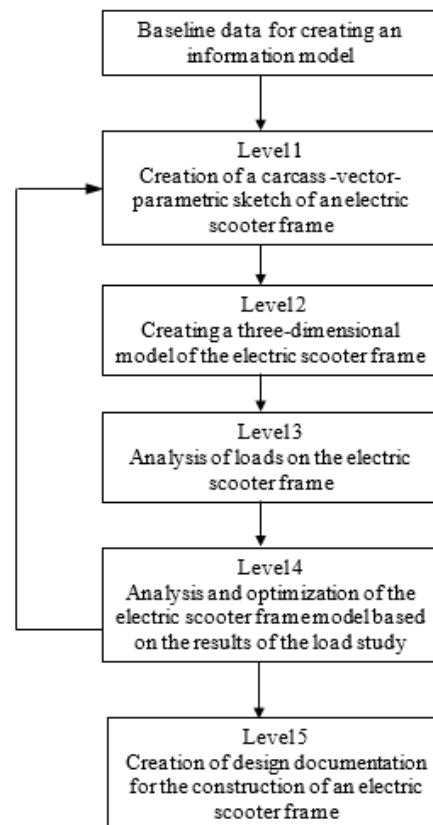 Baseline data for creating an
information model
Level1
Creation of a carcass-vector-
parametric sketch of an electric
scooter frame
Level2
Creating a three-dimensional
model of the electric scooter frame
Level3
Analysis of loads on the electric
scooter frame
Level4
Analysis and optimization of the
electric scooter frame model based
on the results of the load study
Level5
Creation of design documentation
for the construction of an electric
scooter frame